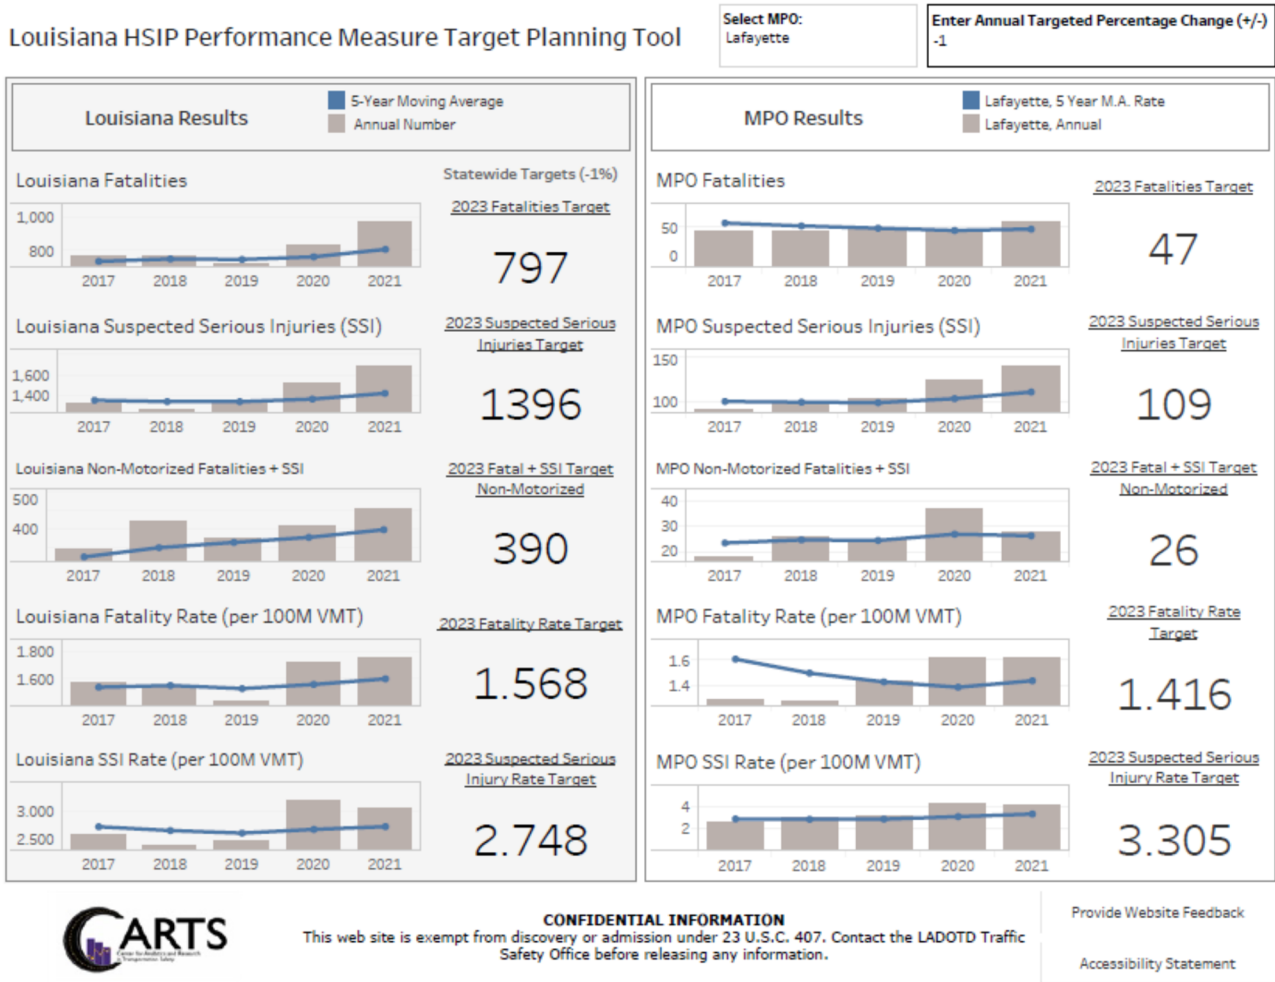 Louisiana HSIP Performance Measure Target Planning Tool
Select MPO:
Lafayette
Enter Annual Targeted Percentage Change (+/-)
-1
Louisiana Results
5-Year Moving Average
Annual Number
Louisiana Fatalities
Statewide Targets (-1%)
2023 Fatalities Target
797
1,000
800
2017 2018 2019 2020 2021
Louisiana Suspected Serious Injuries (SSI)
2023 Suspected Serious
Injuries Target
1396
1,600
1,400
2017 2018 2019 2020 2021
Louisiana Non-Motorized Fatalities + SSI
2023 Fatal + SSI Target
Non-Motorized
390
500
400
2017 2018 2019 2020 2021
Louisiana Fatality Rate (per 100M VMT)
2023 Fatality Rate Target
1.568
1.800
1.600
2017 2018 2019 2020 2021
Louisiana SSI Rate (per 100M VMT)
2023 Suspected Serious
Injury Rate Target
2.748
3.000
2.500
2017 2018 2019 2020 2021
MPO Results
Lafayette, 5 Year M.A. Rate
Lafayette, Annual
MPO Fatalities
2023 Fatalities Target
47
50
0
2017 2018 2019 2020 2021
MPO Suspected Serious Injuries (SSI)
2023 Suspected Serious
Injuries Target
109
150
100
2017 2018 2019 2020 2021
MPO Non-Motorized Fatalities + SSI
2023 Fatal + SSI Target
Non-Motorized
26
40
30
20
2017 2018 2019 2020 2021
MPO Fatality Rate (per 100M VMT)
2023 Fatality Rate
Target
1.416
1.6
1.4
2017 2018 2019 2020 2021
MPO SSI Rate (per 100M VMT)
2023 Suspected Serious
Injury Rate Target
3.305
4
2
2017 2018 2019 2020 2021
CARTS
Center for Analytics and Research
in Transportation Safety
CONFIDENTIAL INFORMATION
This web site is exempt from discovery or admission under 23 U.S.C. 407. Contact the LADOTD Traffic
Safety Office before releasing any information.
Provide Website Feedback
Accessibility Statement